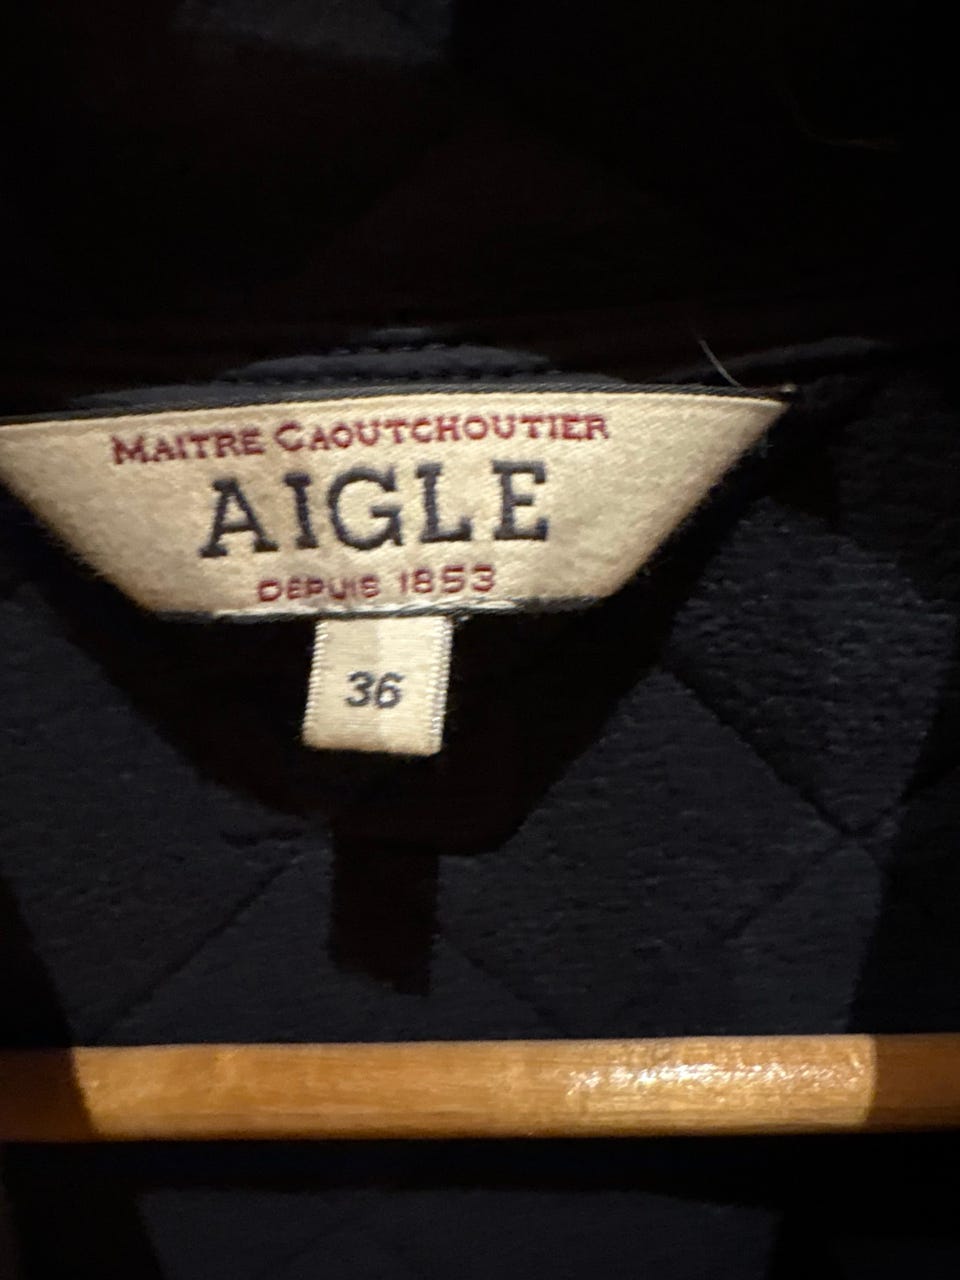 MAITRE CAOUTCHOUTIER
AIGLE
DEPUIS 1853
36